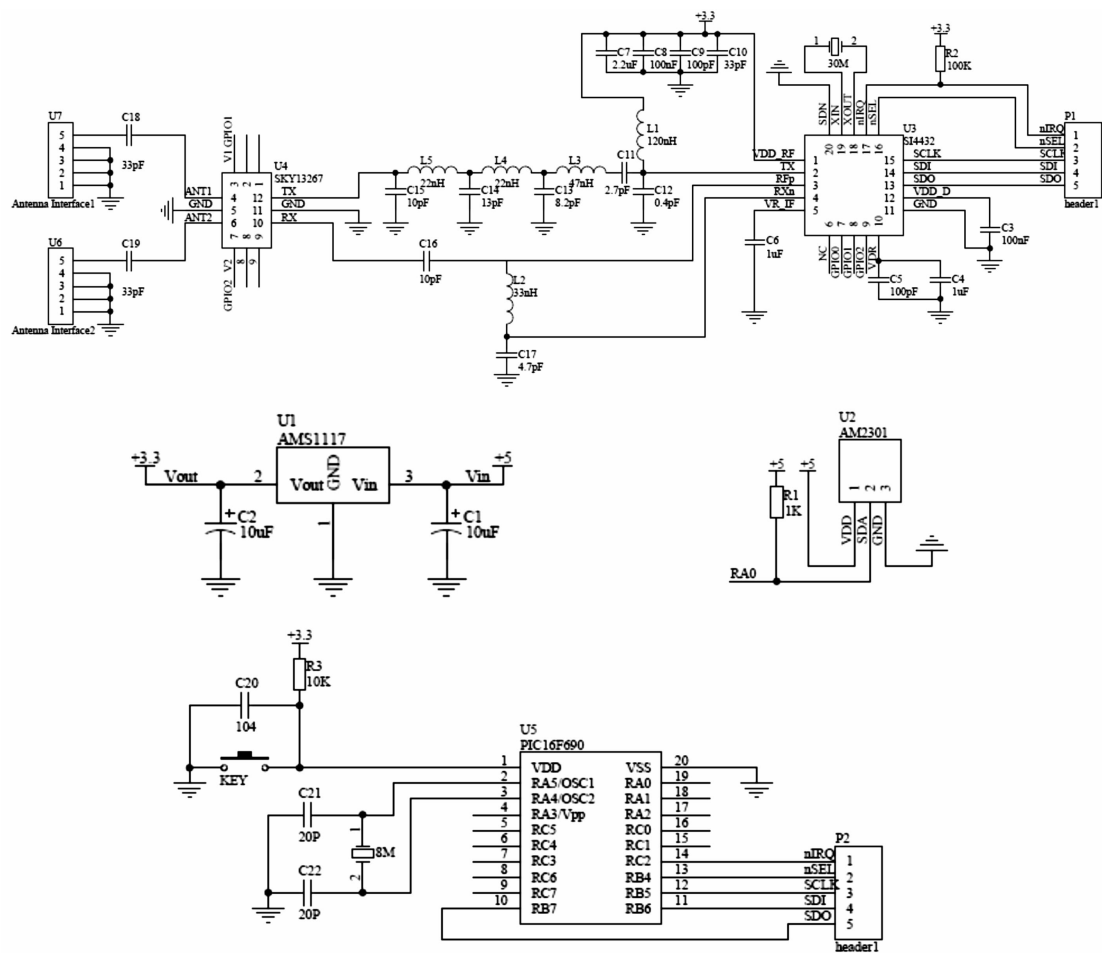 +3.3
C7
2.2uF
C8
100nF
C9
100pF
C10
33pF
L1
120nH
1
2
30M
+3.3
R2
100K
SDN
XIN
XOUT
nIRQ
nSEL
20
19
18
17
16
U3
SI4432
P1
nIRQ
nSEL
SCLK
SDI
SDO
1
2
3
4
5
header1
VDD_RF
TX
RFp
RXn
VR_IF
1
2
3
4
5
15
14
13
12
11
SCLK
SDI
SDO
VDD_D
GND
6
7
8
9
10
NC
GPIO0
GPIO1
GPIO2
VDR
C3
100nF
C5
100pF
C4
1uF
C6
1uF
U7
5
4
3
2
1
Antenna Interface1
C18
33pF
U6
5
4
3
2
1
Antenna Interface2
C19
33pF
V1 GPIO1
2
1
U4
SKY13267
3
2
1
ANT1
GND
ANT2
4
5
6
12
11
10
TX
GND
RX
7
8
9
GPIO2 V2
8
9
L5
22nH
L4
22nH
L3
47nH
C11
2.7pF
C15
10pF
C14
13pF
C13
8.2pF
C12
0.4pF
C16
10pF
L2
33nH
C17
4.7pF
U1
AMS1117
+3.3
Vout
2
Vout
GND
Vin
3
Vin
+5
1
C2
10uF
C1
10uF
U2
AM2301
+5
+5
R1
1K
1
2
3
VDD
SDA
GND
RA0
+3.3
R3
10K
C20
104
KEY
U5
PIC16F690
1
VDD
VSS
20
2
RA5/OSC1
RA0
19
3
RA4/OSC2
RA1
18
4
RA3/Vpp
RA2
17
5
RC5
RC0
16
6
RC4
RC1
15
7
RC3
RC2
14
8
RC6
RB4
13
9
RC7
RB5
12
10
RB7
RB6
11
C21
20P
1
8M
2
C22
20P
P2
nIRQ
nSEL
SCLK
SDI
SDO
1
2
3
4
5
header1